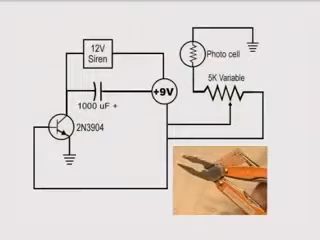 12V
Siren
Photo cell
5K Variable
+9V
1000 uF +
2N3904